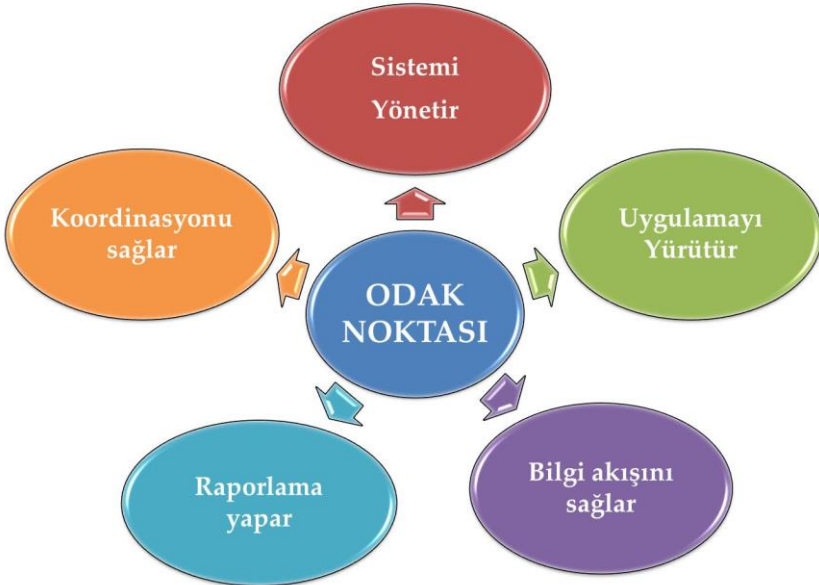 Sistemi
Yönetir
Koordinasyonu
sağlar
Uygulamayı
Yürütür
ODAK
NOKTASI
Raporlama
yapar
Bilgi akışını
sağlar